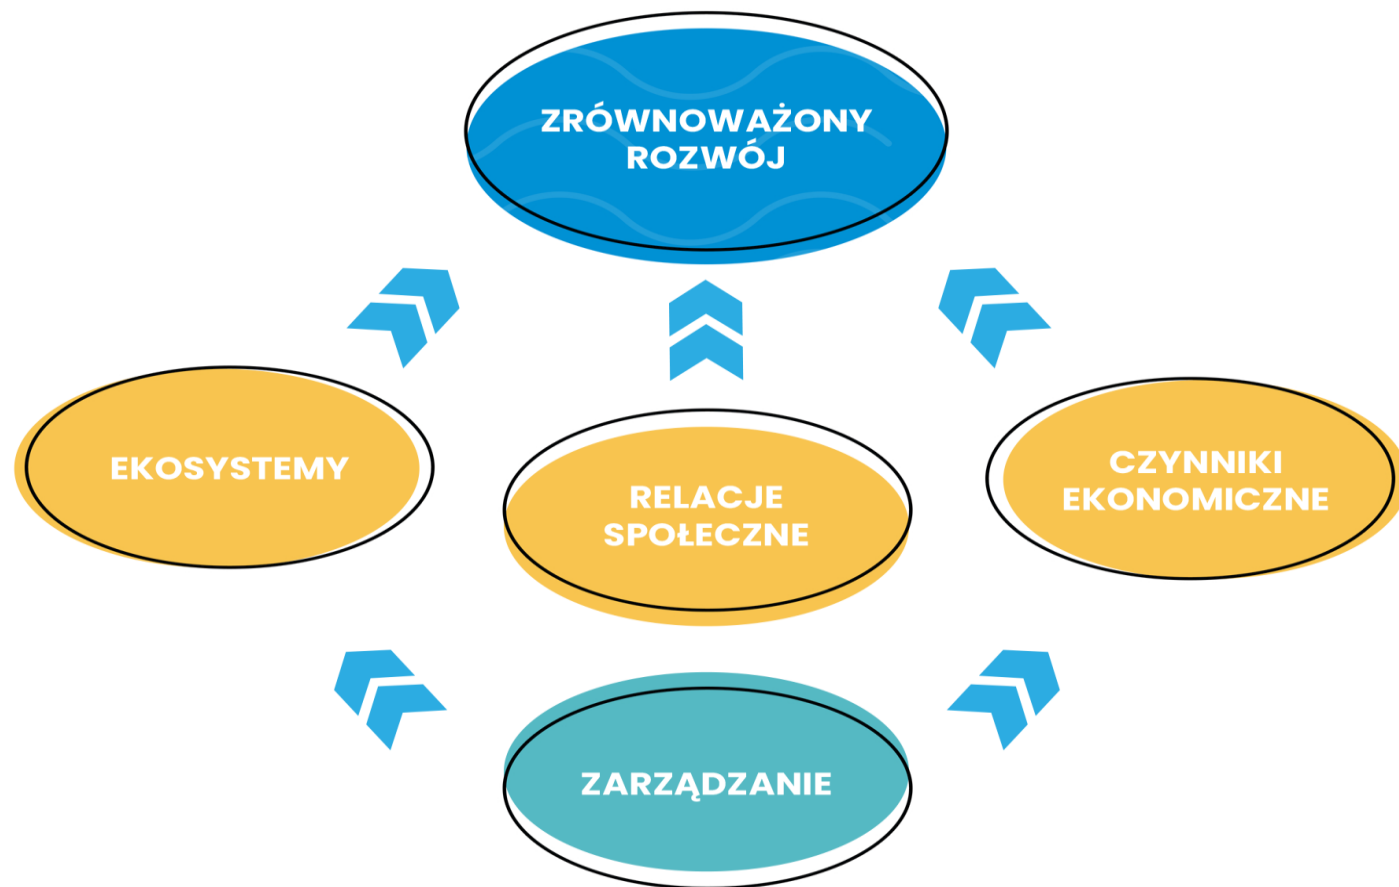 ZRÓWNOWAŻONY
ROZWÓJ
EKOSYSTEMY
RELACJE
SPOŁECZNE
CZYNNIKI
EKONOMICZNE
ZARZĄDZANIE